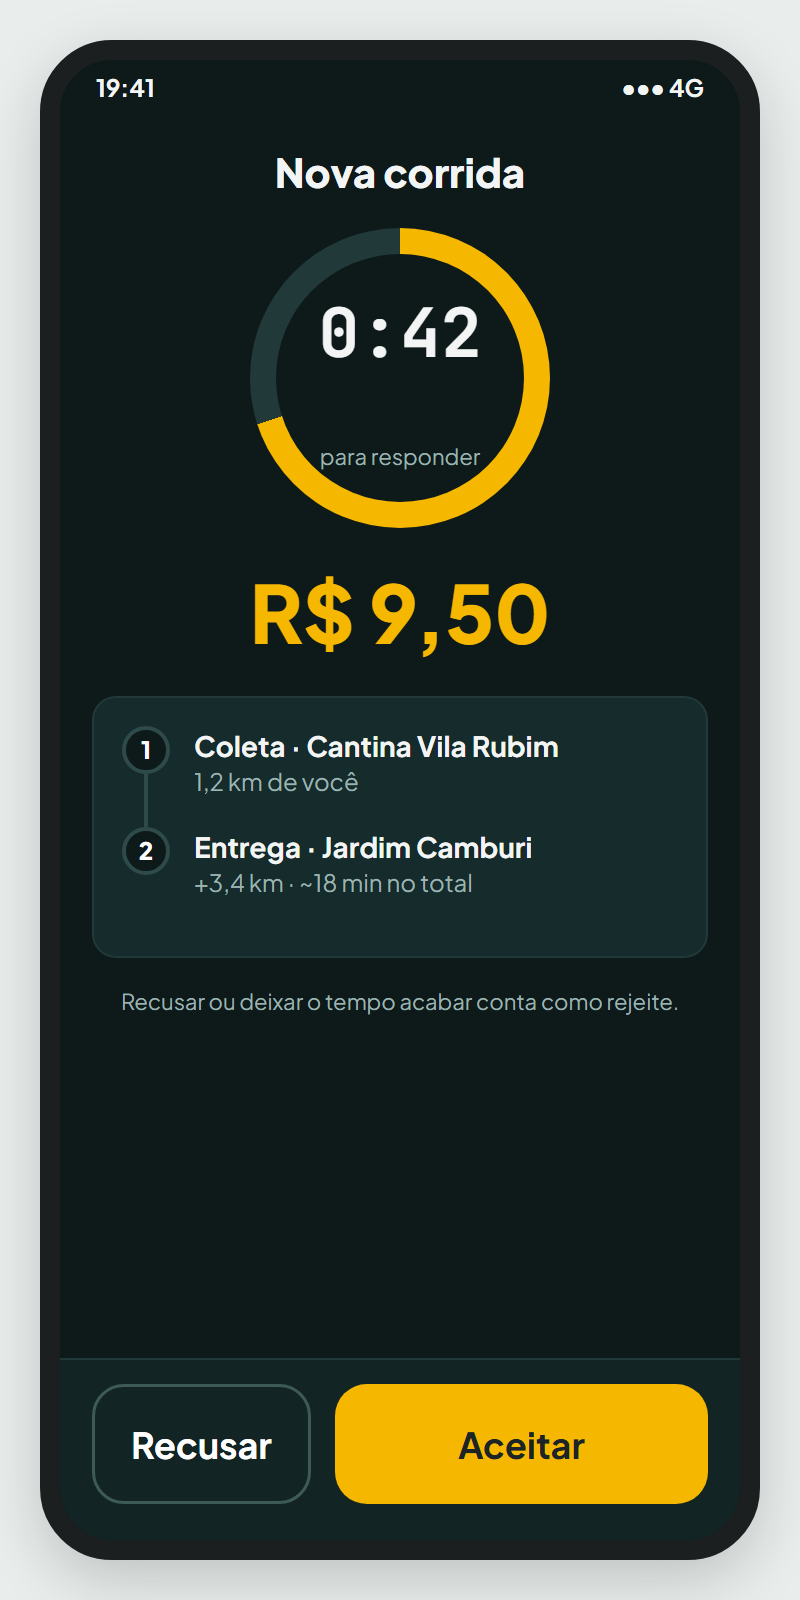 19:41 ●●● 4G
Nova corrida
0:42
para responder
R$ 9,50
1 Coleta · Cantina Vila Rubim
1,2 km de você
2 Entrega · Jardim Camburi
+3,4 km · ~18 min no total
Recusar ou deixar o tempo acabar conta como rejeite.
Recusar Aceitar